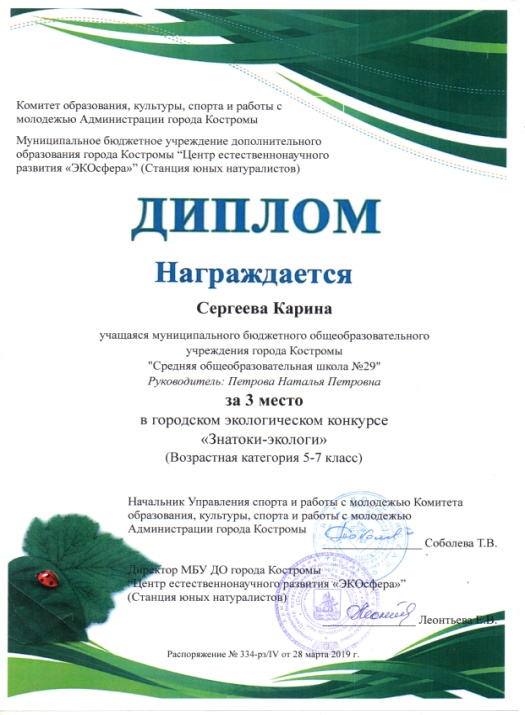 Комитет образования, культуры, спорта и работы с
молодежью Администрации города Костромы
Муниципальное бюджетное учреждение дополнительного
образования города Костромы “Центр естественнонаучного
развития «ЭКОсфера»” (Станция юных натуралистов)
ДИПЛОМ
Награждается
Сергеева Карина
учащаяся муниципального бюджетного общеобразовательного
учреждения города Костромы
"Средняя общеобразовательная школа №29"
Руководитель: Петрова Наталья Петровна
за 3 место
в городском экологическом конкурсе
«Знатоки-экологи»
(Возрастная категория 5-7 класс)
Начальник Управления спорта и работы с молодежью Комитета
образования, культуры, спорта и работы с молодежью
Администрации города Костромы
Соболева Т.В.
Директор МБУ ДО города Костромы
“Центр естественнонаучного развития «ЭКОсфера»”
(Станция юных натуралистов)
Леонтьева Е.В.
Распоряжение № 334-рз/IV от 28 марта 2019 г.